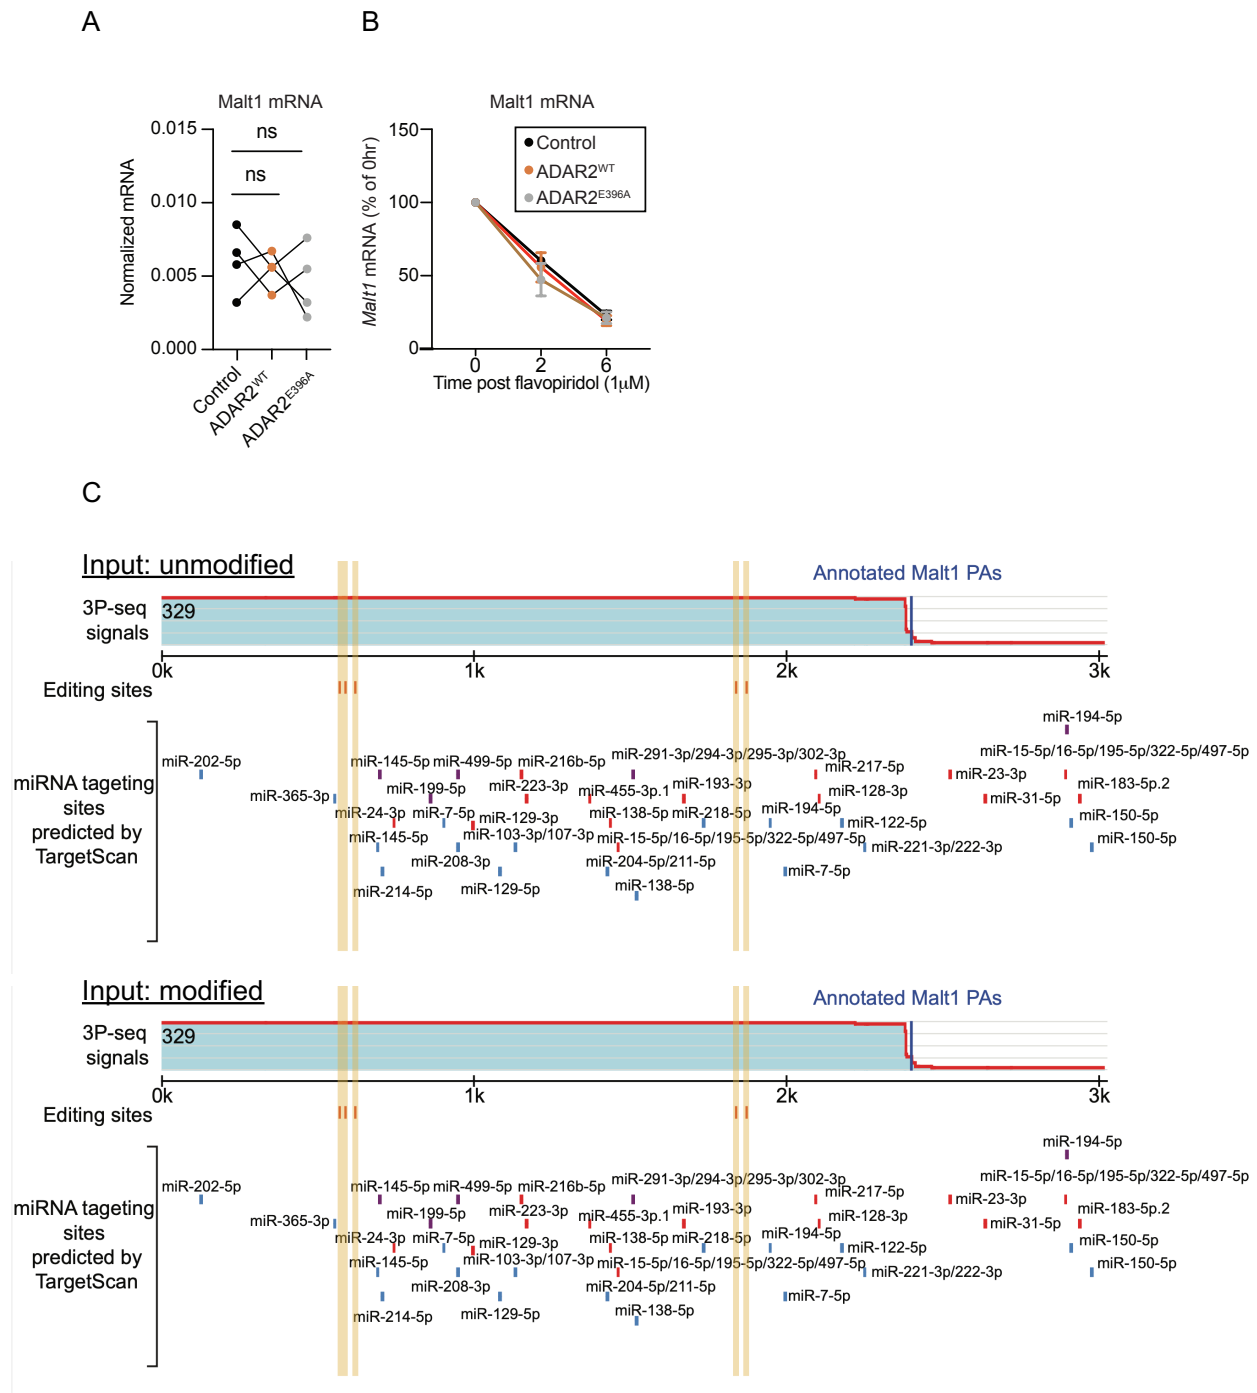 A
B
Malt1 mRNA
ns
ns
0.015
0.010
0.005
0.000
Normalized mRNA
Control
ADAR2WT
ADAR2E396A
Malt1 mRNA
150
100
50
0
Malt1 mRNA (% of 0hr)
Control
ADAR2WT
ADAR2E396A
0 2 6
Time post flavopiridol (1μM)
C
Input: unmodified
Annotated Malt1 PAs
3P-seq
signals
329
0k 1k 2k 3k
Editing sites
miRNA tageting
sites
predicted by
TargetScan
miR-194-5p
miR-291-3p/294-3p/295-3p/302-3p
miR-15-5p/16-5p/195-5p/322-5p/497-5p
miR-202-5p
miR-145-5p
miR-499-5p
miR-216b-5p
miR-217-5p
miR-23-3p
miR-365-3p
miR-199-5p
miR-223-3p
miR-455-3p.1
miR-193-3p
miR-128-3p
miR-31-5p
miR-183-5p.2
miR-24-3p
miR-7-5p
miR-129-3p
miR-138-5p
miR-218-5p
miR-194-5p
miR-122-5p
miR-150-5p
miR-145-5p
miR-103-3p/107-3p
miR-15-5p/16-5p/195-5p/322-5p/497-5p
miR-221-3p/222-3p
miR-150-5p
miR-208-3p
miR-204-5p/211-5p
miR-7-5p
miR-214-5p
miR-129-5p
miR-138-5p
Input: modified
Annotated Malt1 PAs
3P-seq
signals
329
0k 1k 2k 3k
Editing sites
miRNA tageting
sites
predicted by
TargetScan
miR-194-5p
miR-291-3p/294-3p/295-3p/302-3p
miR-15-5p/16-5p/195-5p/322-5p/497-5p
miR-202-5p
miR-145-5p
miR-499-5p
miR-216b-5p
miR-217-5p
miR-23-3p
miR-365-3p
miR-199-5p
miR-223-3p
miR-455-3p.1
miR-193-3p
miR-128-3p
miR-31-5p
miR-183-5p.2
miR-24-3p
miR-7-5p
miR-129-3p
miR-138-5p
miR-218-5p
miR-194-5p
miR-122-5p
miR-150-5p
miR-145-5p
miR-103-3p/107-3p
miR-15-5p/16-5p/195-5p/322-5p/497-5p
miR-221-3p/222-3p
miR-150-5p
miR-208-3p
miR-204-5p/211-5p
miR-7-5p
miR-214-5p
miR-129-5p
miR-138-5p